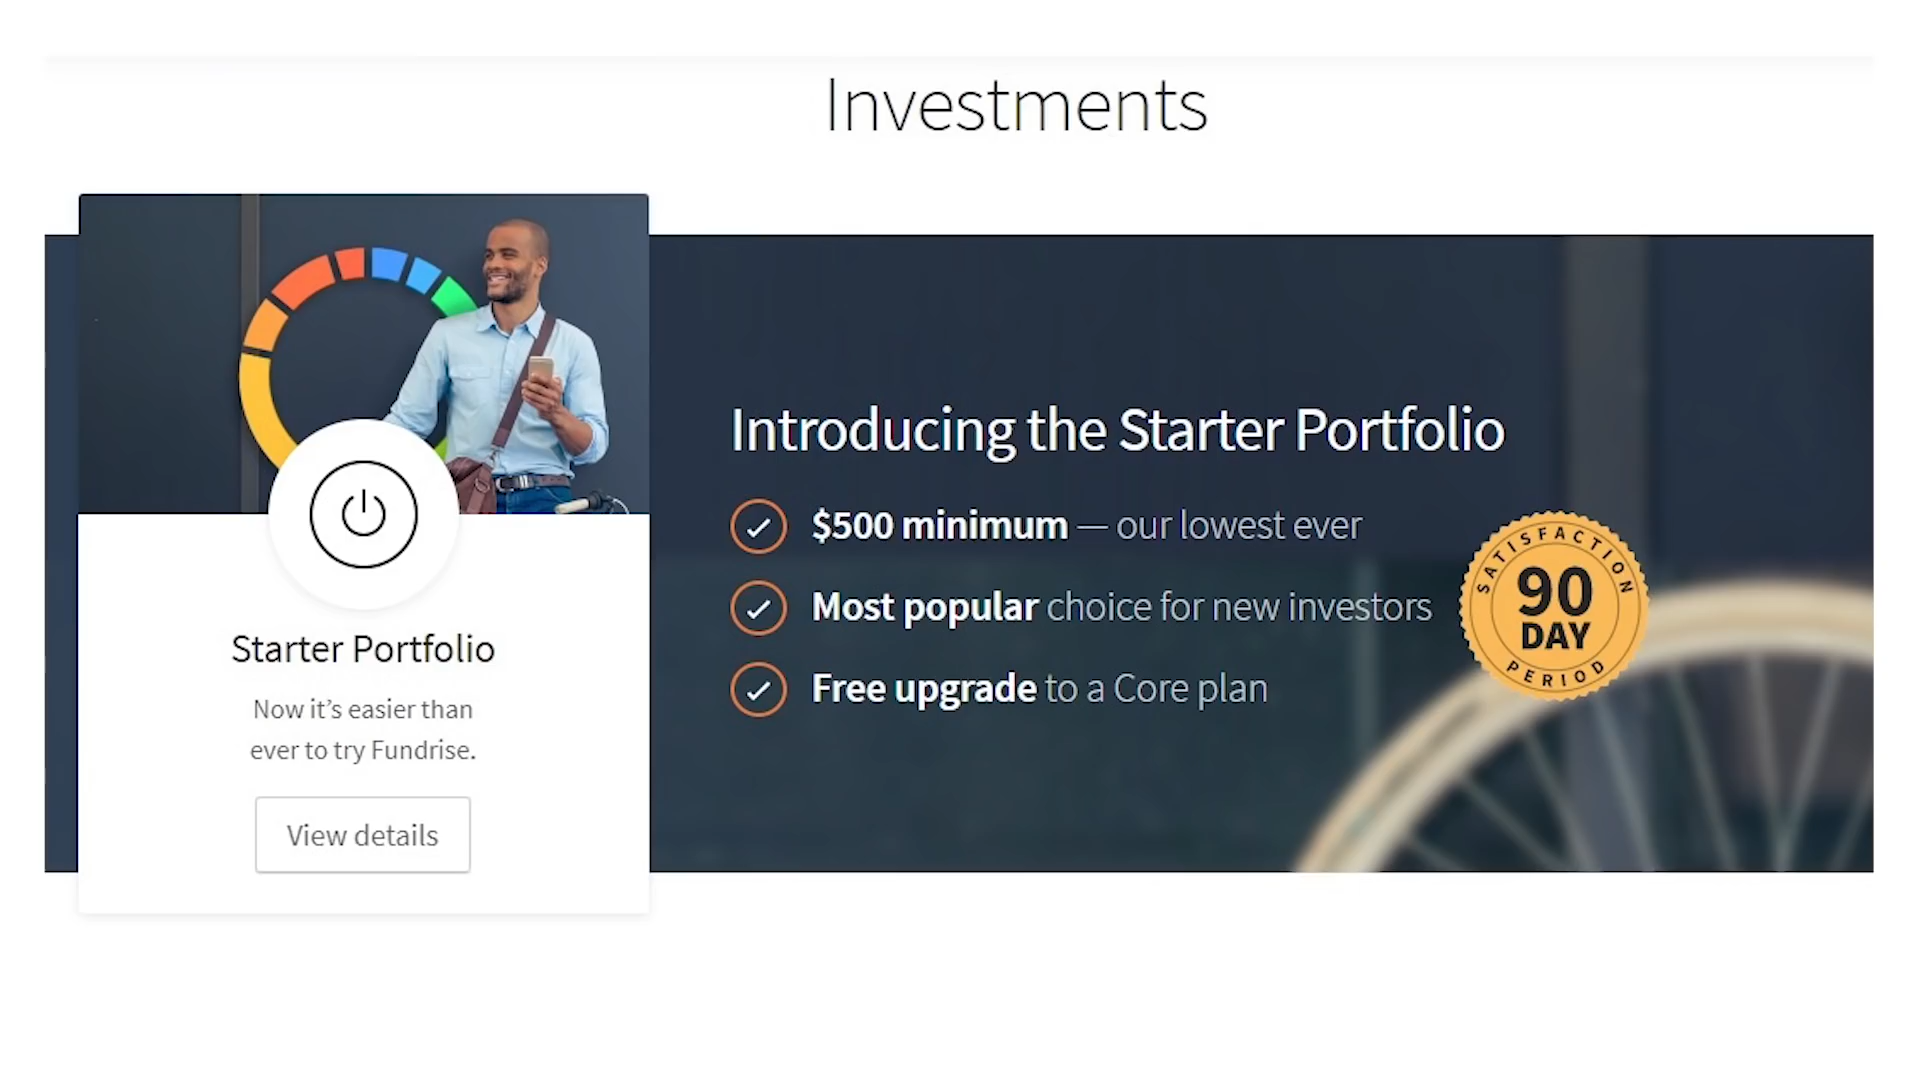 Investments
Starter Portfolio
Now it’s easier than
ever to try Fundrise.
View details
Introducing the Starter Portfolio
$500 minimum — our lowest ever
Most popular choice for new investors
Free upgrade to a Core plan
SATISFACTION
90
DAY
PERIOD